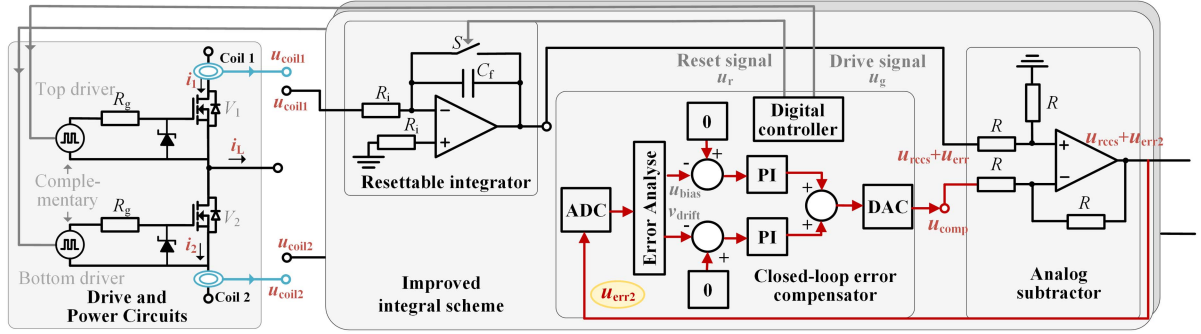 Coil 1
u_coil1
i_1
Top driver
R_g
V_1
i_L
Comple-
mentary
R_g
V_2
i_2
Bottom driver
Coil 2
u_coil2
Drive and
Power Circuits
u_coil1
u_coil2
S
C_f
R_i
R_i
−
+
Resettable integrator
Improved
integral scheme
Reset signal
u_r
Drive signal
u_g
Digital
controller
0
+
-
PI
u_bias
+
ADC
Error Analyse
v_drift
+
DAC
-
PI
+
0
u_err2
Closed-loop error
compensator
u_rccs+u_err
u_comp
R
R
u_rccs+u_err2
+
R
−
R
Analog
subtractor